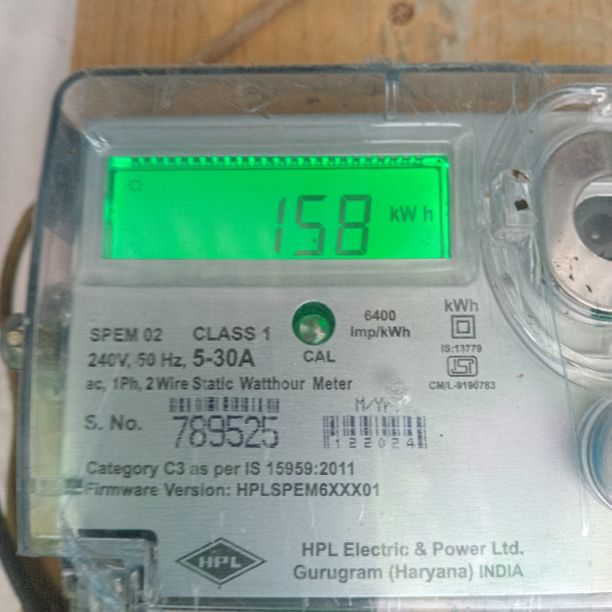 158 kW h
SPEM 02 CLASS 1
6400
imp/kWh
kWh
240V, 50 Hz, 5-30A
CAL
IS:13779
ISI
CM/L-9190783
ac, 1Ph, 2 Wire Static Watthour Meter
M/Yr
S. No. 789525
122024
Category C3 as per IS 15959:2011
Firmware Version: HPLSPEM6XXX01
HPL
HPL Electric & Power Ltd.
Gurugram (Haryana) INDIA